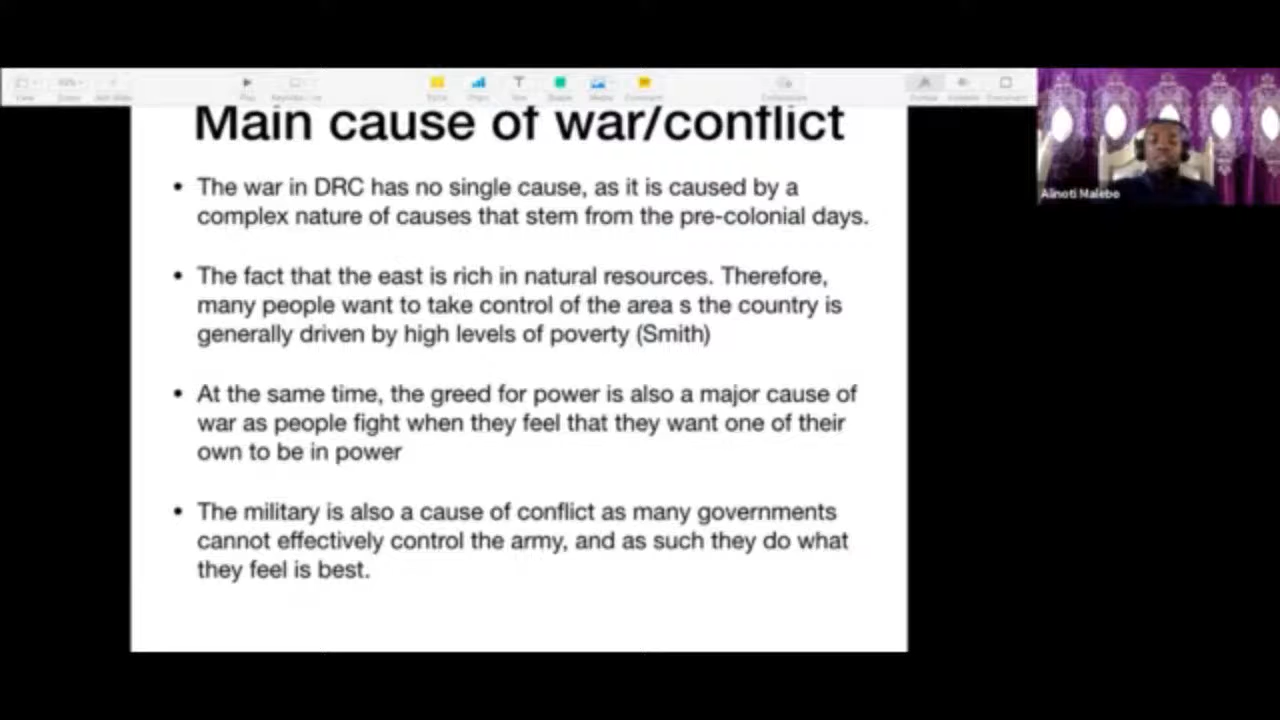 Main cause of war/conflict
• The war in DRC has no single cause, as it is caused by a
complex nature of causes that stem from the pre-colonial days.
• The fact that the east is rich in natural resources. Therefore,
many people want to take control of the area s the country is
generally driven by high levels of poverty (Smith)
• At the same time, the greed for power is also a major cause of
war as people fight when they feel that they want one of their
own to be in power
• The military is also a cause of conflict as many governments
cannot effectively control the army, and as such they do what
they feel is best.
Alinoti Malebo